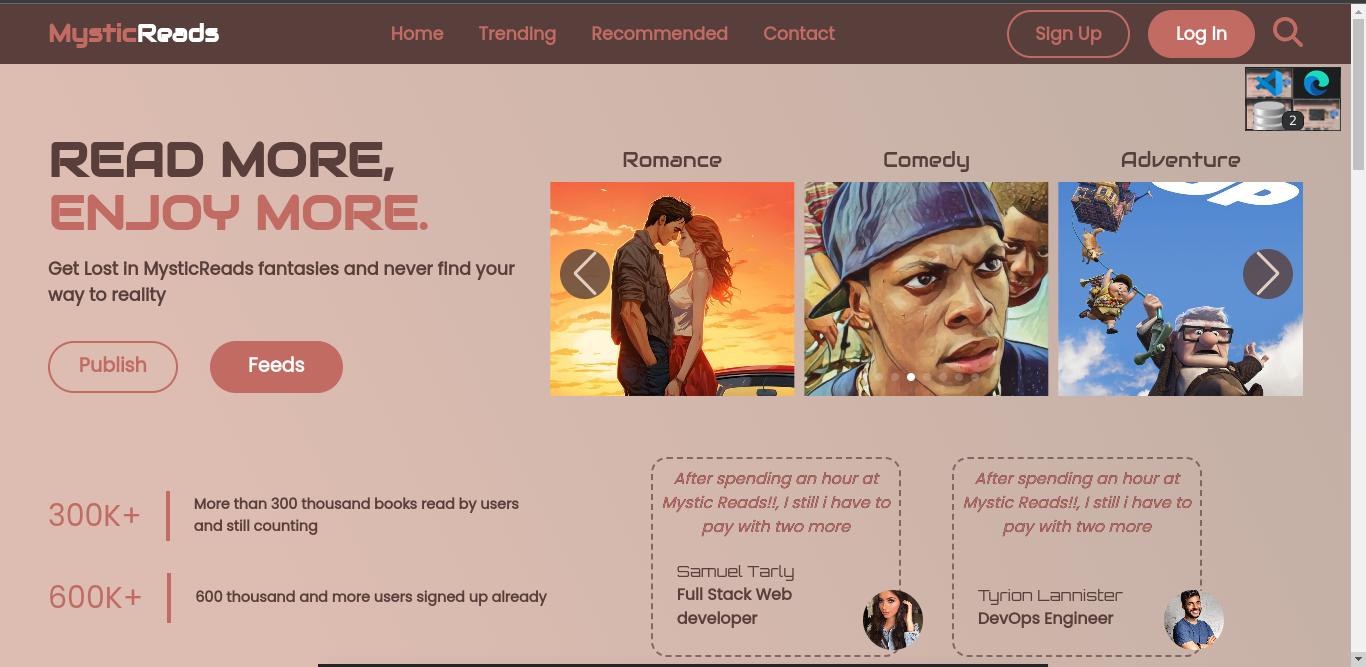 MysticReads
Home Trending Recommended Contact
Sign Up
Log In
2
READ MORE,
ENJOY MORE.
Get Lost in MysticReads fantasies and never find your
way to reality
Publish
Feeds
Romance
Comedy
Adventure
UP
300K+
More than 300 thousand books read by users
and still counting
600K+
600 thousand and more users signed up already
After spending an hour at
Mystic Reads!!, I still i have to
pay with two more
Samuel Tarly
Full Stack Web
developer
After spending an hour at
Mystic Reads!!, I still i have to
pay with two more
Tyrion Lannister
DevOps Engineer